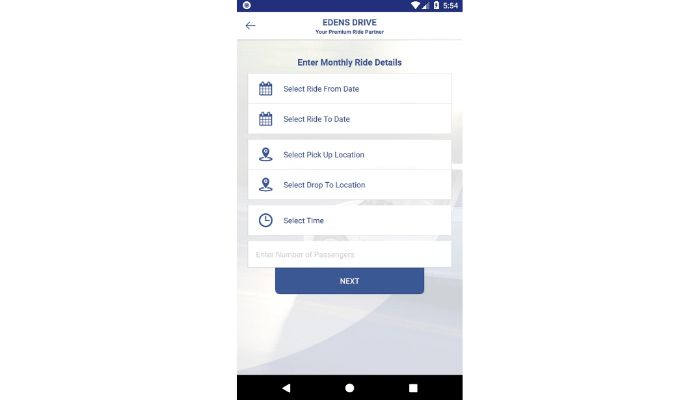 5:54
EDENS DRIVE
Your Premium Ride Partner
Enter Monthly Ride Details
Select Ride From Date
Select Ride To Date
Select Pick Up Location
Select Drop To Location
Select Time
Enter Number of Passengers
NEXT